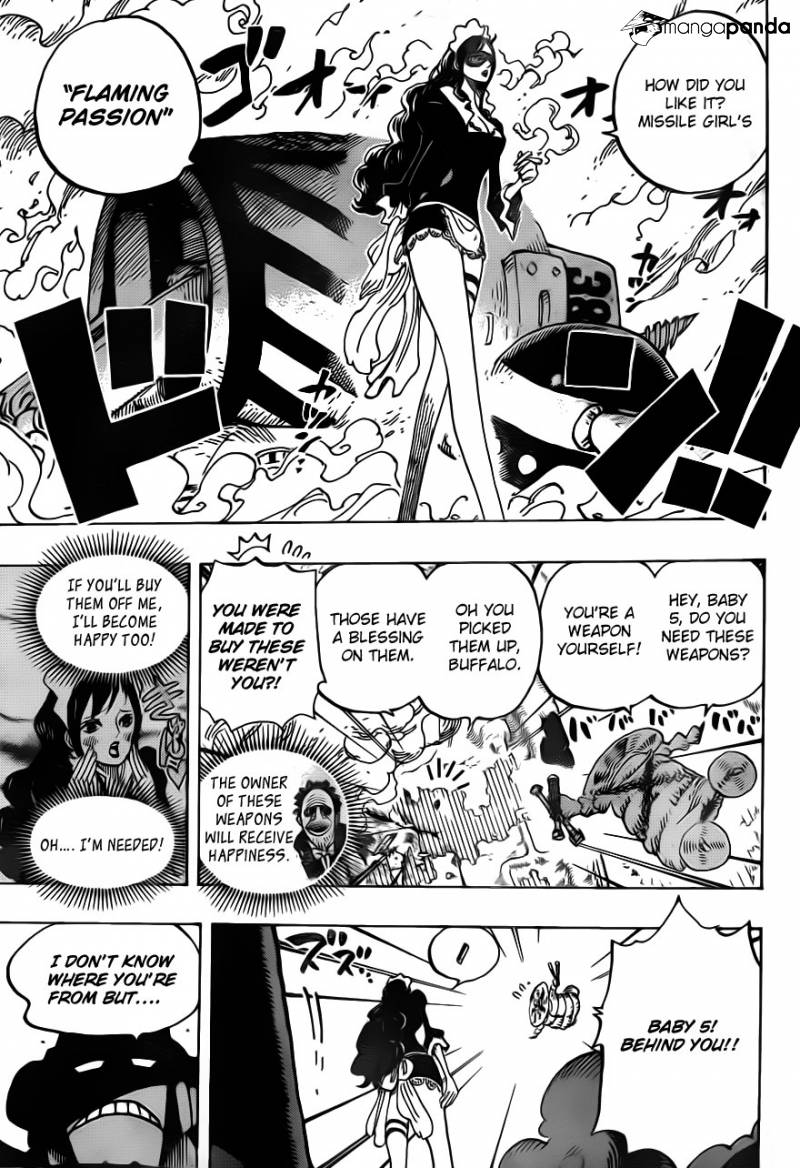 mangapanda
HOW DID YOU
LIKE IT?
MISSILE GIRL'S
"FLAMING
PASSION"
ゴオオオ
38
ドン!!
HEY, BABY
5, DO YOU
NEED THESE
WEAPONS?
YOU'RE A
WEAPON
YOURSELF!
OH YOU
PICKED
THEM UP,
BUFFALO.
THOSE HAVE
A BLESSING
ON THEM.
YOU WERE
MADE TO
BUY THESE
WEREN'T
YOU?!
THE OWNER
OF THESE
WEAPONS
WILL RECEIVE
HAPPINESS.
IF YOU'LL BUY
THEM OFF ME,
I'LL BECOME
HAPPY TOO!
OH.... I'M NEEDED!
BABY 5!
BEHIND YOU!!
ズズ
I DON'T KNOW
WHERE YOU'RE
FROM BUT....